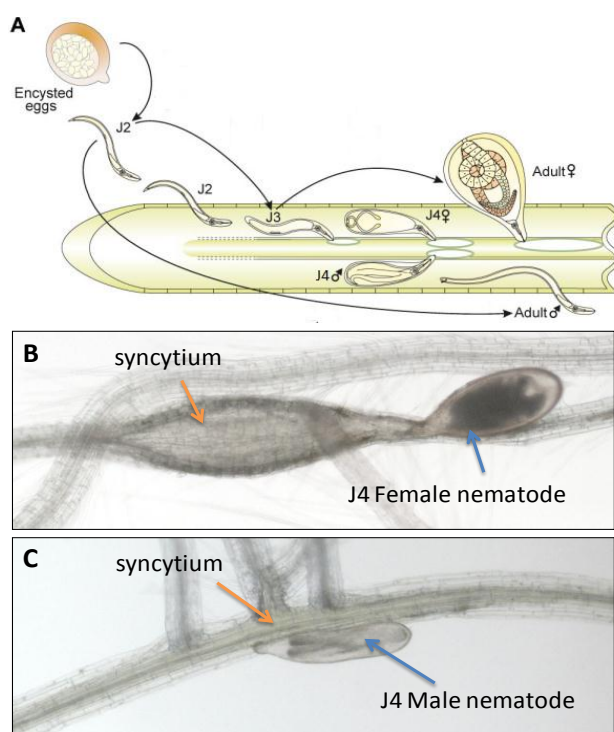 A
Encysted
eggs
J2
J2
J3
J4♀
Adult♀
J4♂
Adult♂
B
syncytium
J4 Female nematode
C
syncytium
J4 Male nematode